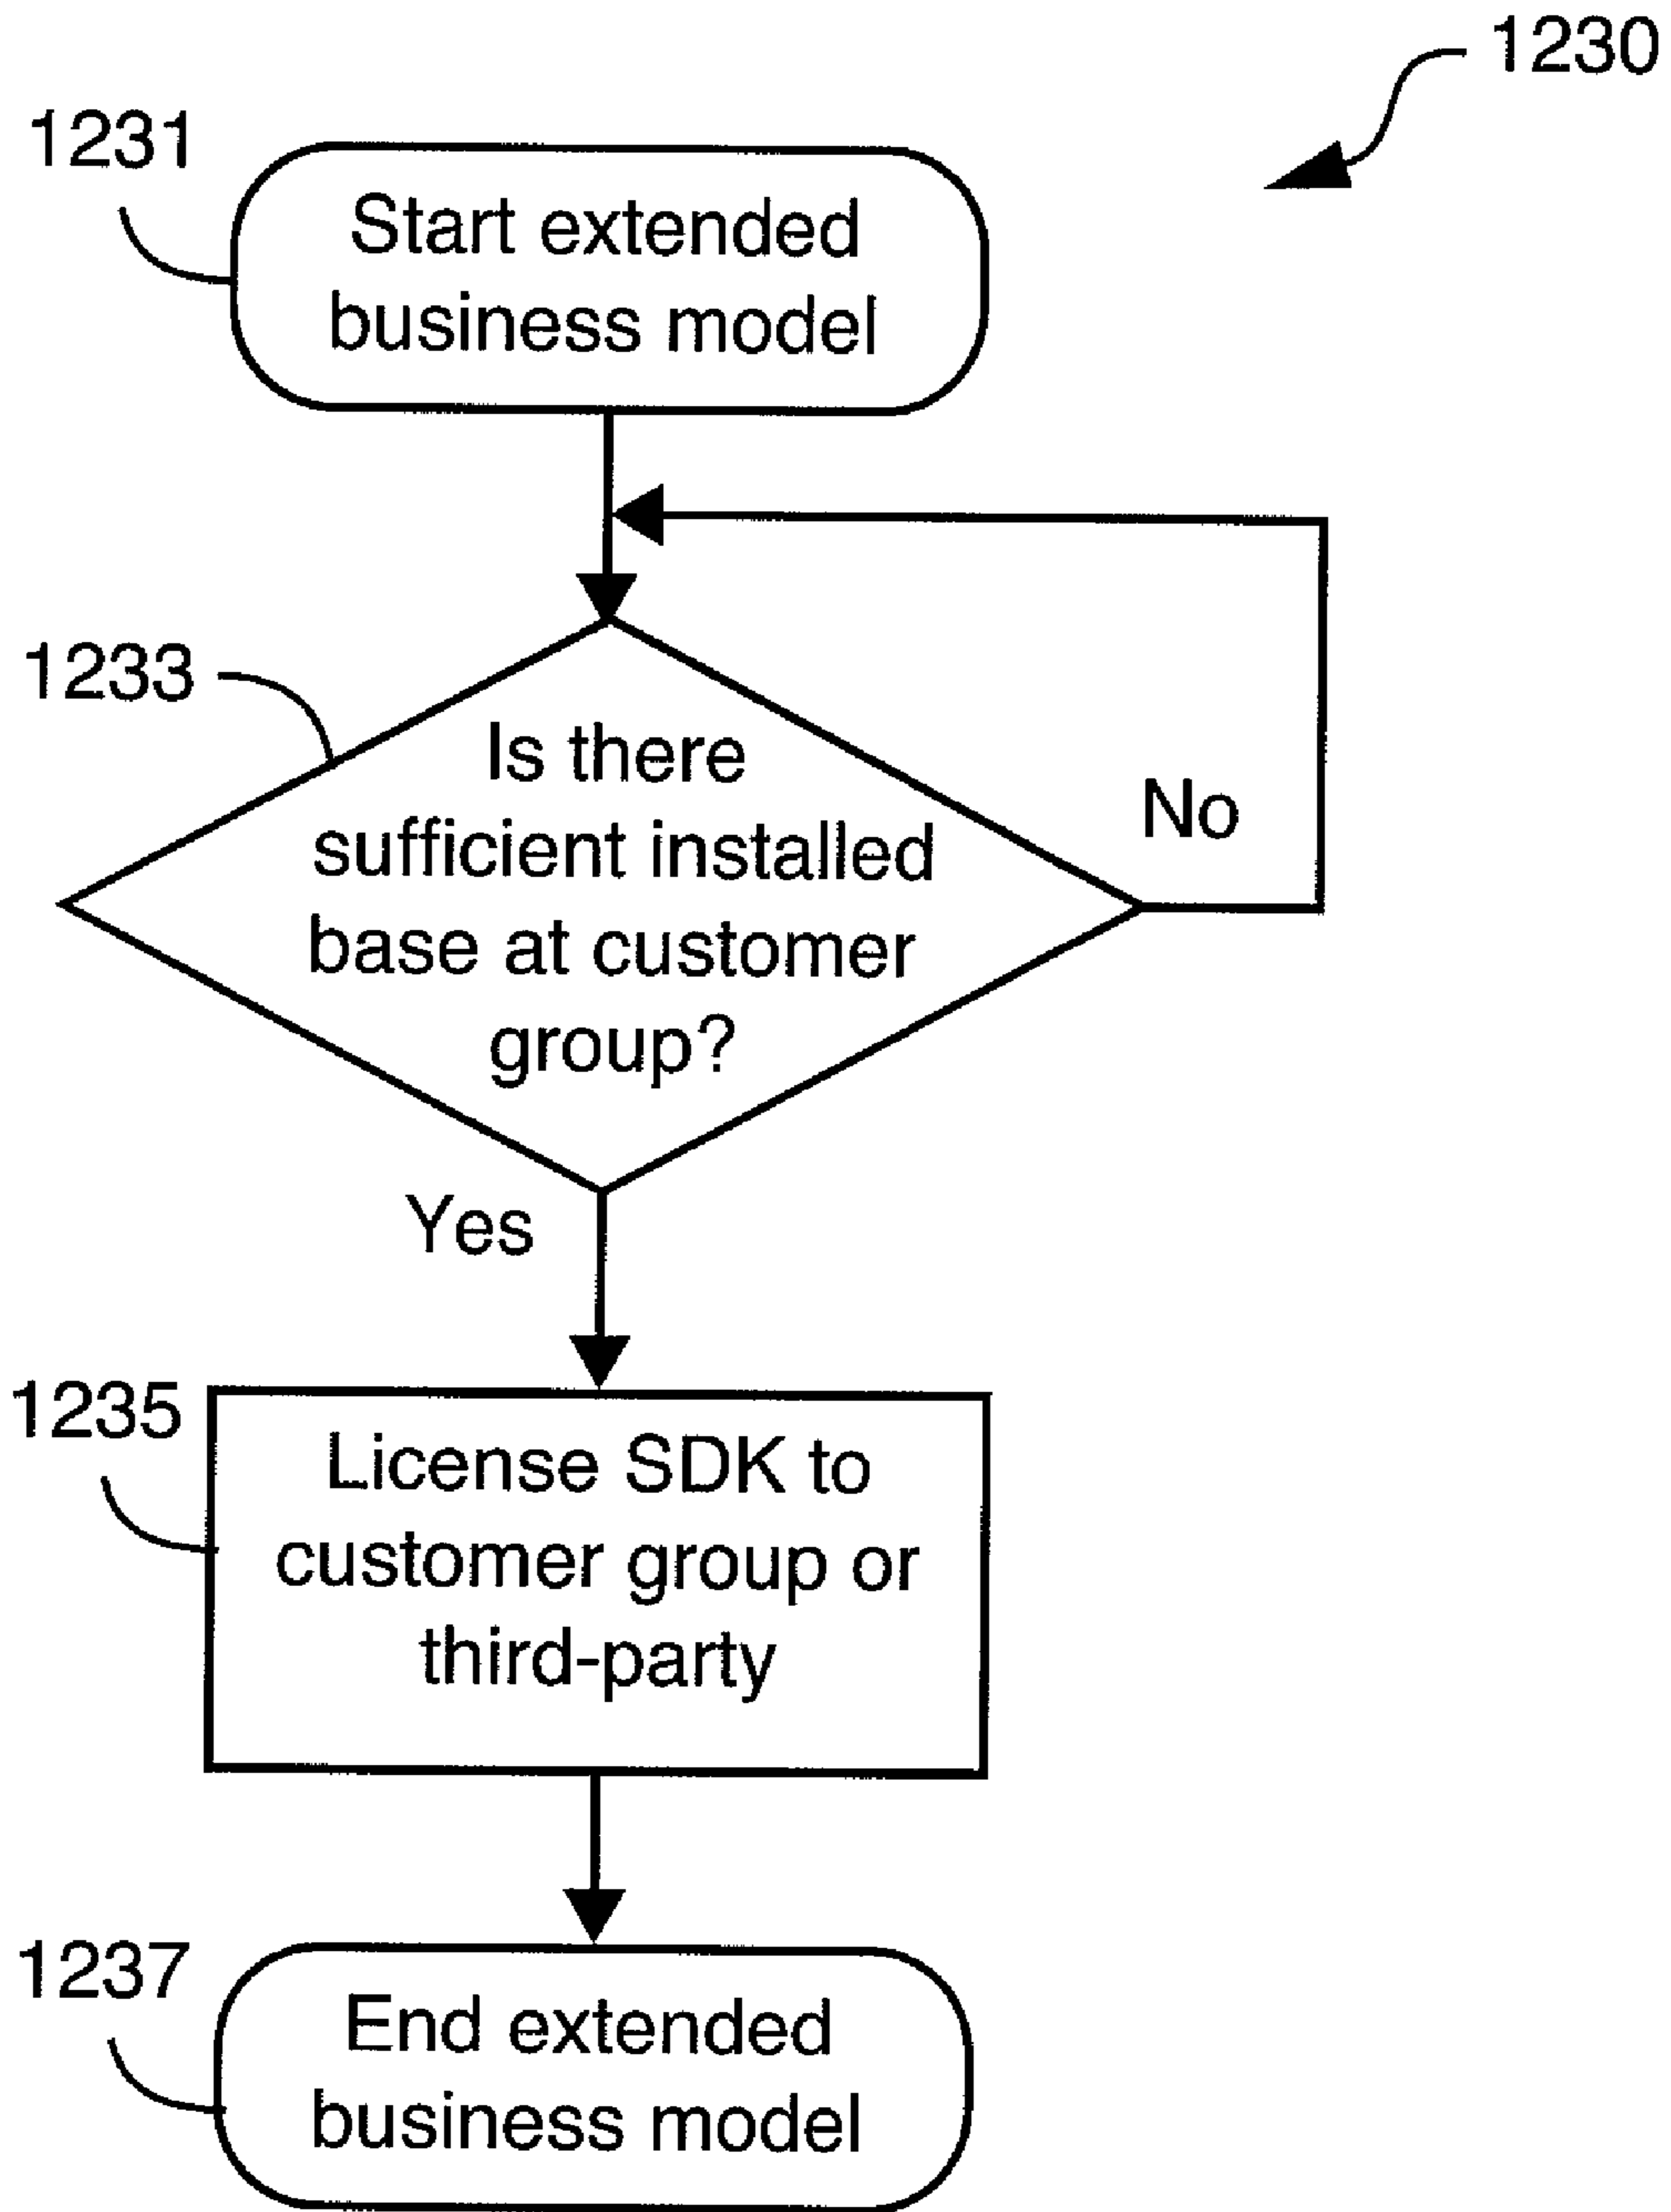 1230
1231
Start extended
business model
1233
Is there
sufficient installed
base at customer
group?
No
Yes
1235
License SDK to
customer group or
third-party
1237
End extended
business model